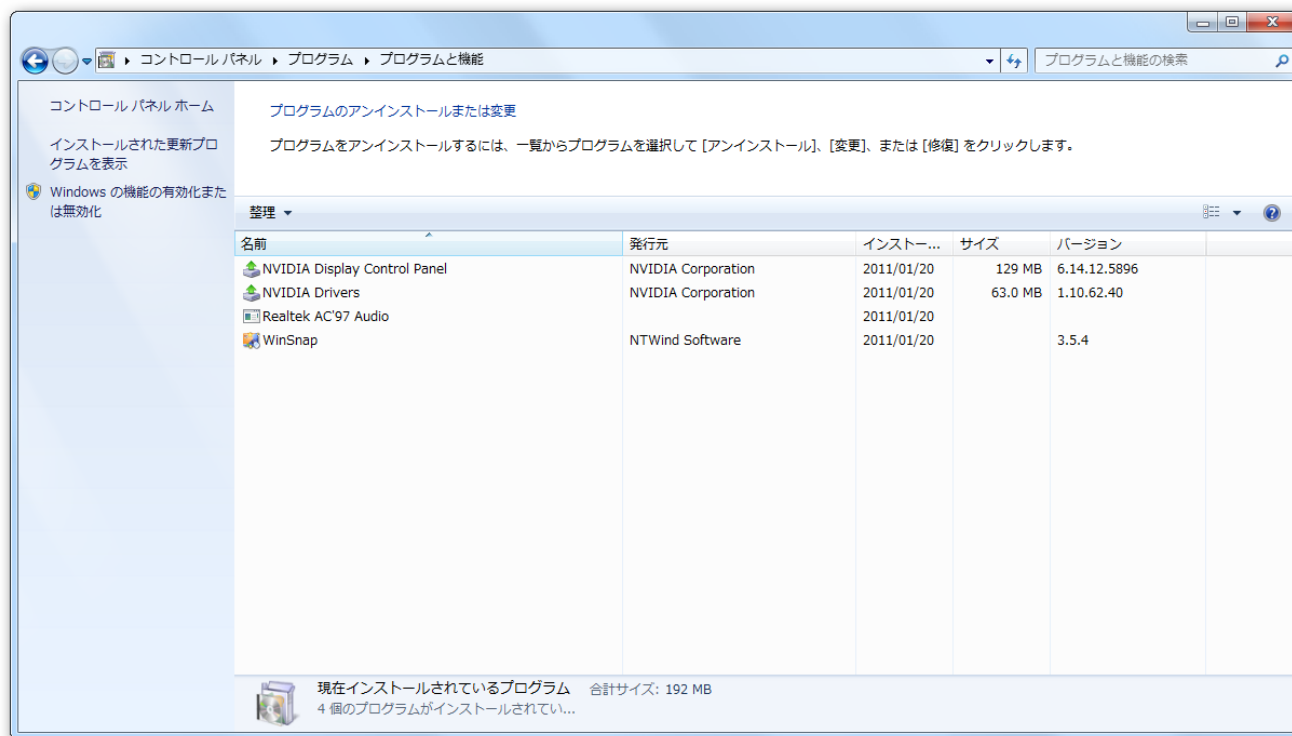 コントロール パネル ▸ プログラム ▸ プログラムと機能
プログラムと機能の検索
コントロール パネル ホーム
インストールされた更新プロ
グラムを表示
Windows の機能の有効化また
は無効化
プログラムのアンインストールまたは変更
プログラムをアンインストールするには、一覧からプログラムを選択して [アンインストール]、[変更]、または [修復] をクリックします。
整理
名前 発行元 インストー... サイズ バージョン
NVIDIA Display Control Panel NVIDIA Corporation 2011/01/20 129 MB 6.14.12.5896
NVIDIA Drivers NVIDIA Corporation 2011/01/20 63.0 MB 1.10.62.40
Realtek AC'97 Audio 2011/01/20
WinSnap NTWind Software 2011/01/20 3.5.4
現在インストールされているプログラム 合計サイズ: 192 MB
4 個のプログラムがインストールされてい...